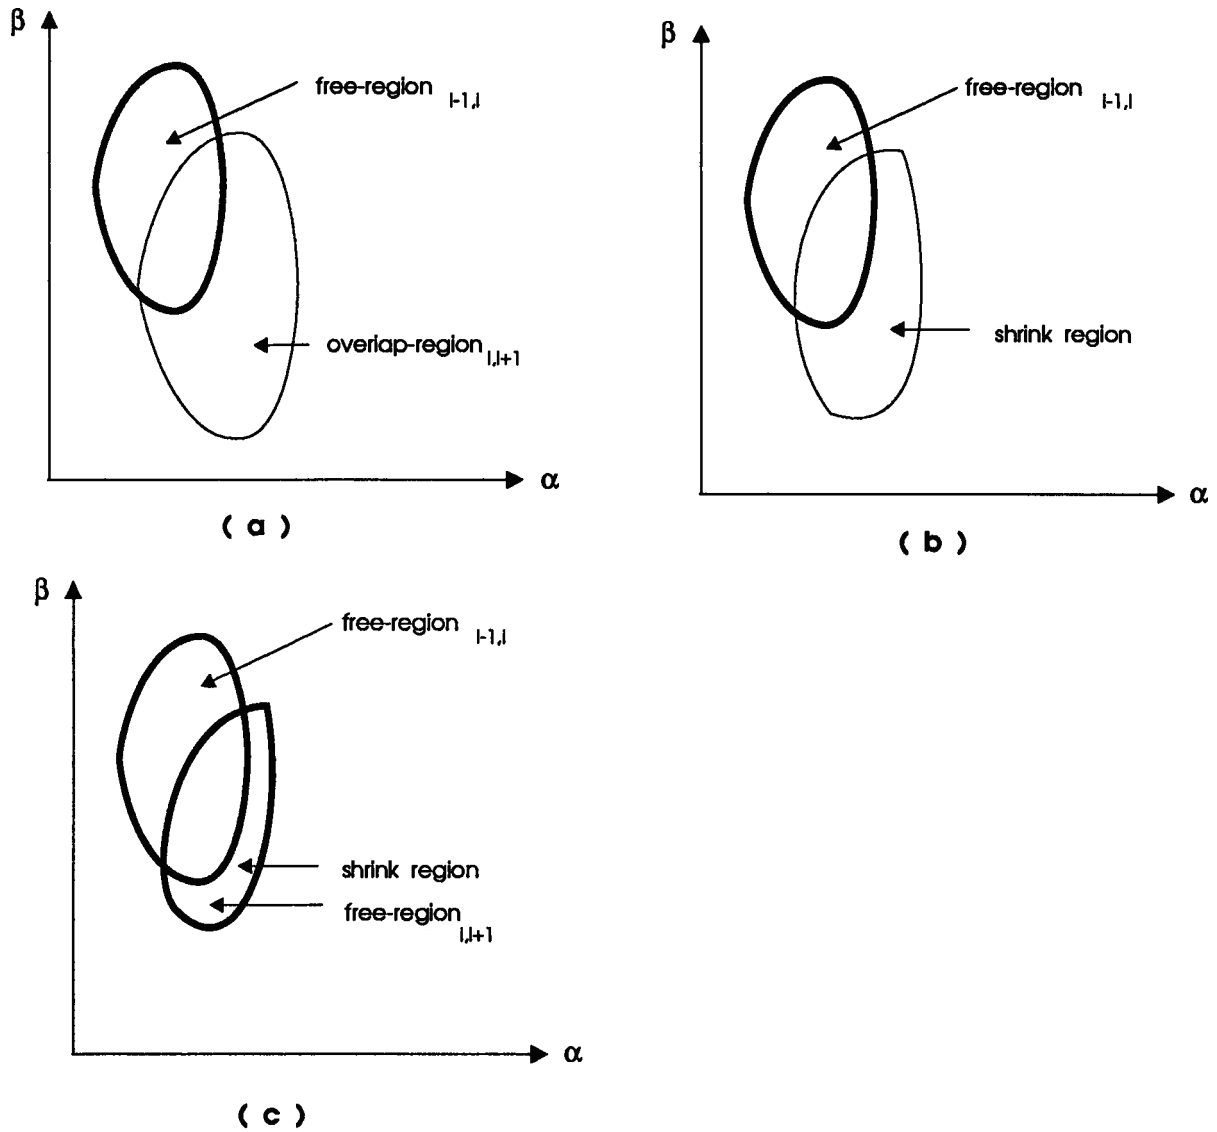 β
free-region i-1,i
overlap-region i,i+1
α
( a )
β
free-region i-1,i
shrink region
α
( b )
β
free-region i-1,i
shrink region
free-region i,i+1
α
( c )